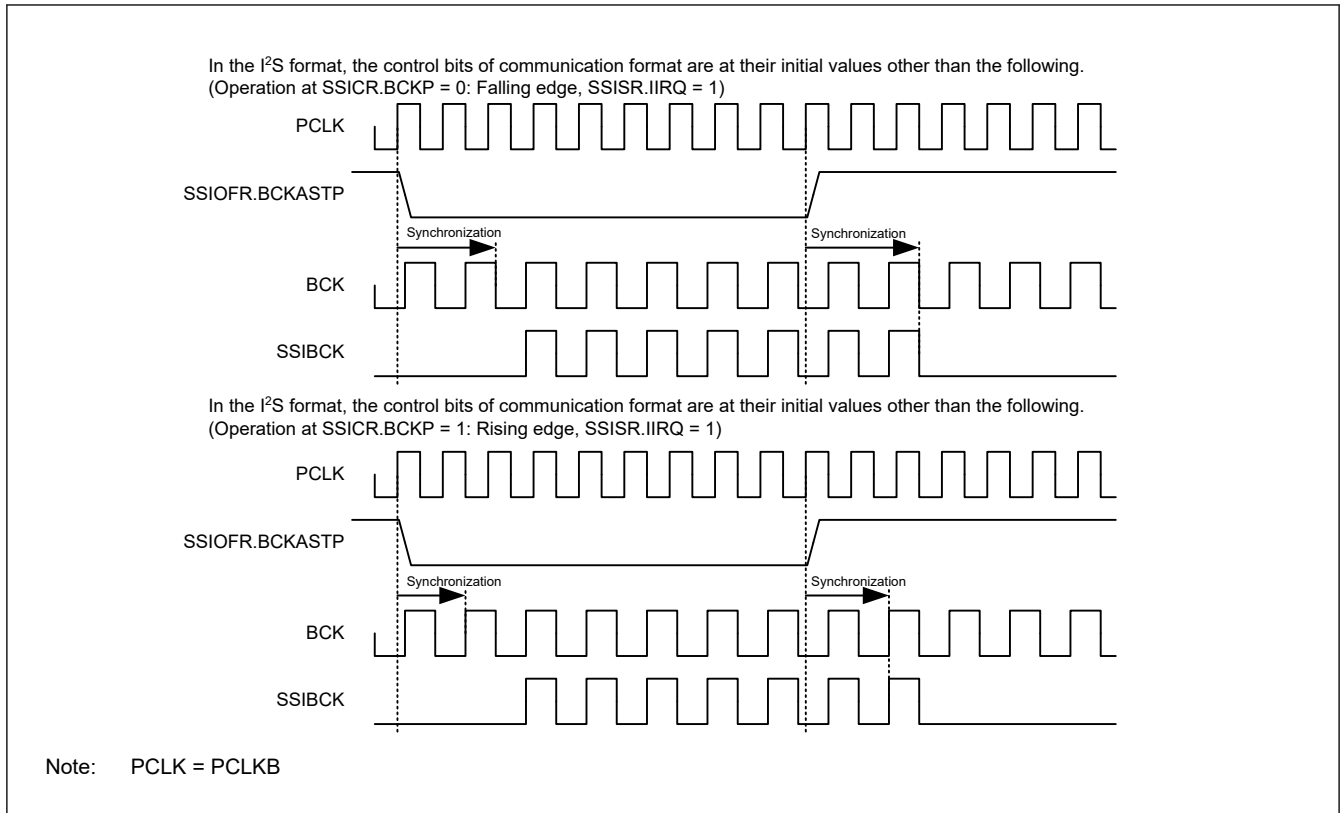 In the I²S format, the control bits of communication format are at their initial values other than the following.
(Operation at SSICR.BCKP = 0: Falling edge, SSISR.IIRQ = 1)
PCLK
SSIOFR.BCKASTP
Synchronization Synchronization
BCK
SSIBCK
In the I²S format, the control bits of communication format are at their initial values other than the following.
(Operation at SSICR.BCKP = 1: Rising edge, SSISR.IIRQ = 1)
PCLK
SSIOFR.BCKASTP
Synchronization Synchronization
BCK
SSIBCK
Note: PCLK = PCLKB